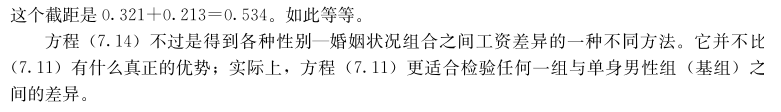 这个截距是 0.321+0.213=0.534。如此等等。
方程（7.14）不过是得到各种性别—婚姻状况组合之间工资差异的一种不同方法。它并不比
（7.11）有什么真正的优势；实际上，方程（7.11）更适合检验任何一组与单身男性组（基组）之
间的差异。